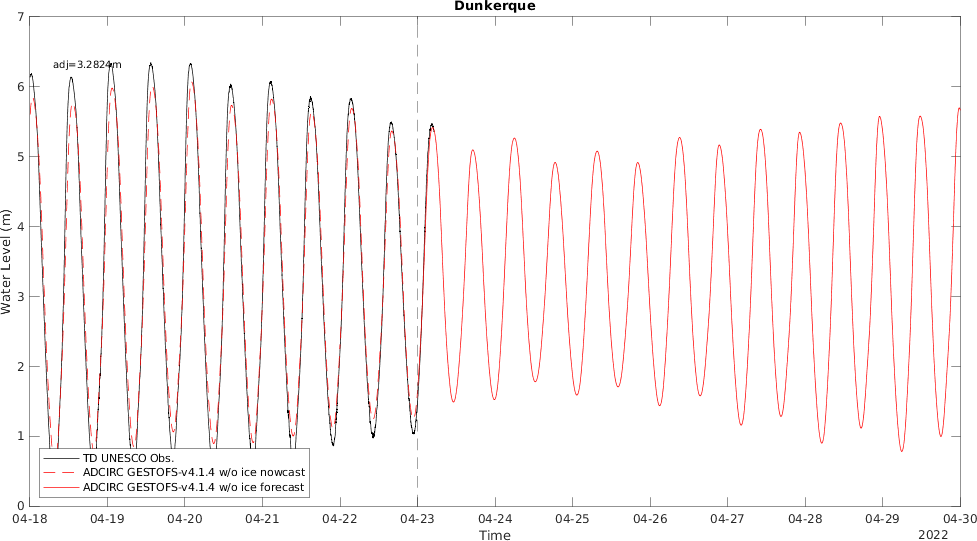 Dunkerque
adj=3.2824m
7
6
5
4
3
2
1
0
Water Level (m)
TD UNESCO Obs.
ADCIRC GESTOFS-v4.1.4 w/o ice nowcast
ADCIRC GESTOFS-v4.1.4 w/o ice forecast
04-18 04-19 04-20 04-21 04-22 04-23 04-24 04-25 04-26 04-27 04-28 04-29 04-30
Time
2022